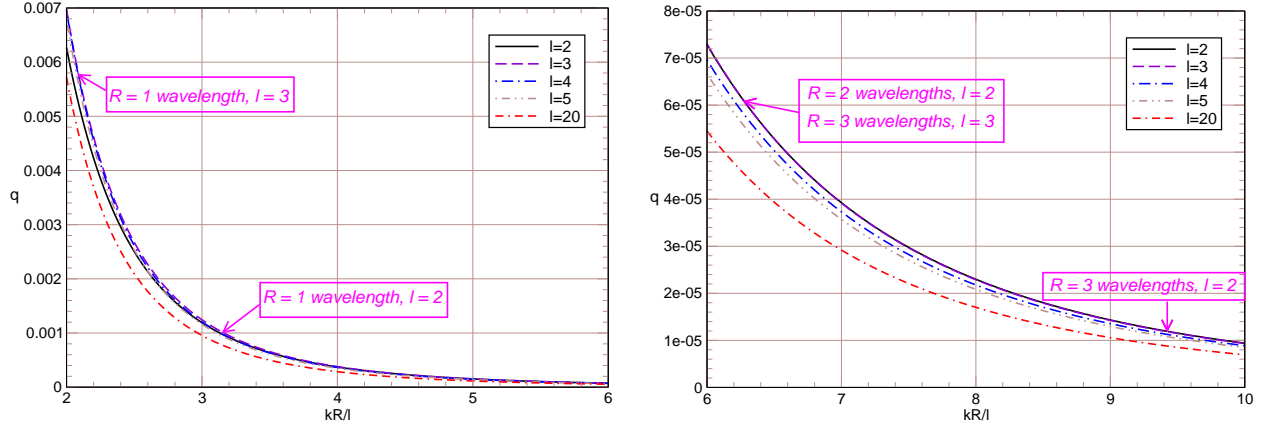 0.007
0.006
0.005
0.004
q
0.003
0.002
0.001
0
2
3
4
5
6
kR/l
l=2
l=3
l=4
l=5
l=20
R = 1 wavelength, l = 3
R = 1 wavelength, l = 2
8e-05
7e-05
6e-05
5e-05
q
4e-05
3e-05
2e-05
1e-05
0
6
7
8
9
10
kR/l
l=2
l=3
l=4
l=5
l=20
R = 2 wavelengths, l = 2
R = 3 wavelengths, l = 3
R = 3 wavelengths, l = 2